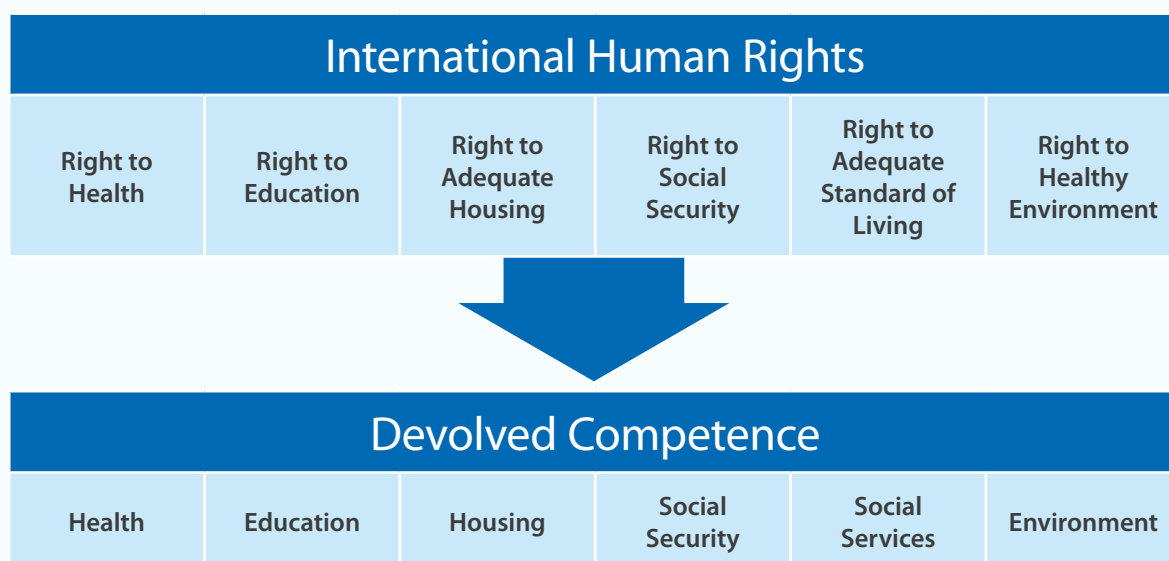 International Human Rights
Right to
Health
Right to
Education
Right to
Adequate
Housing
Right to
Social
Security
Right to
Adequate
Standard of
Living
Right to
Healthy
Environment
Devolved Competence
Health
Education
Housing
Social
Security
Social
Services
Environment